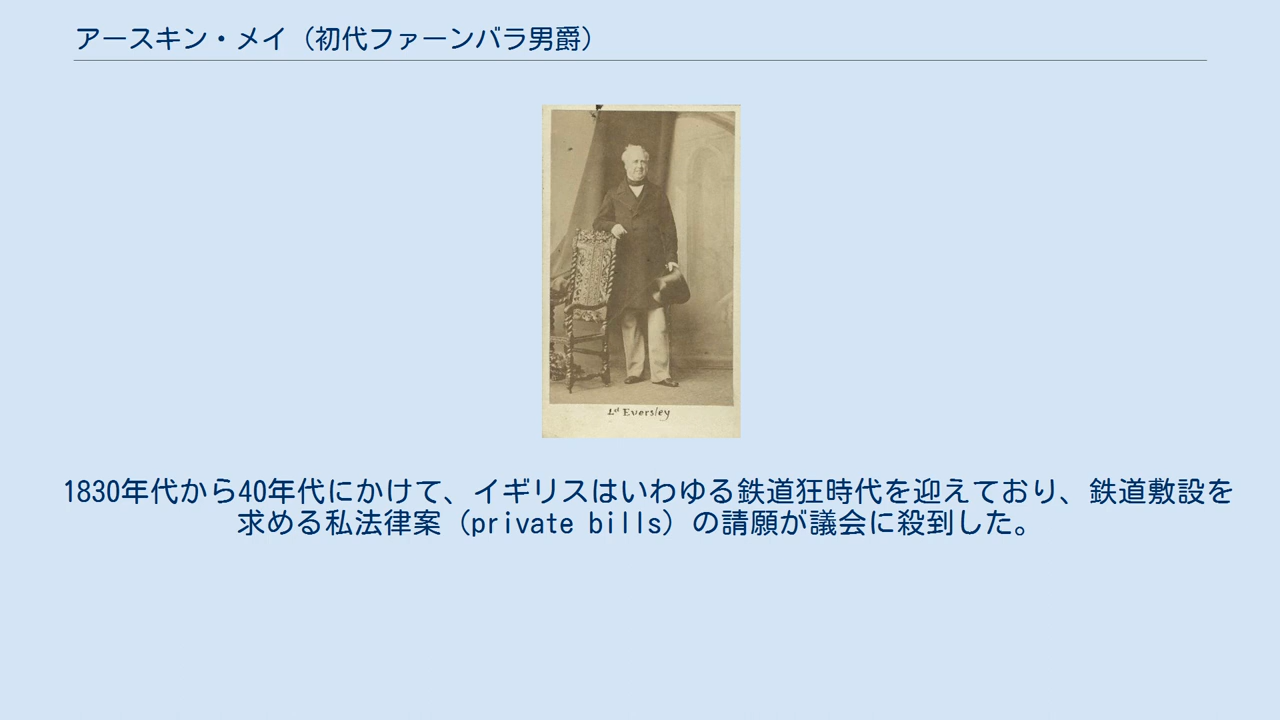 アースキン・メイ（初代ファーンバラ男爵）
Ld Eversley
1830年代から40年代にかけて、イギリスはいわゆる鉄道狂時代を迎えており、鉄道敷設を
求める私法律案（private bills）の請願が議会に殺到した。